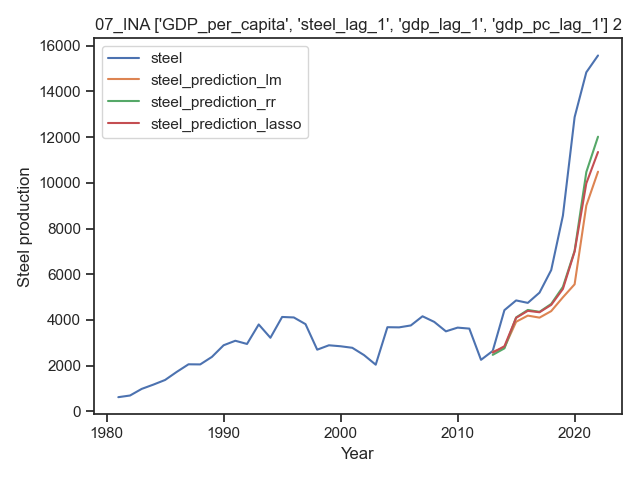 07_INA ['GDP_per_capita', 'steel_lag_1', 'gdp_lag_1', 'gdp_pc_lag_1'] 2
16000
14000
12000
10000
8000
6000
4000
2000
0
steel
steel_prediction_lm
steel_prediction_rr
steel_prediction_lasso
Steel production
1980
1990
2000
2010
2020
Year